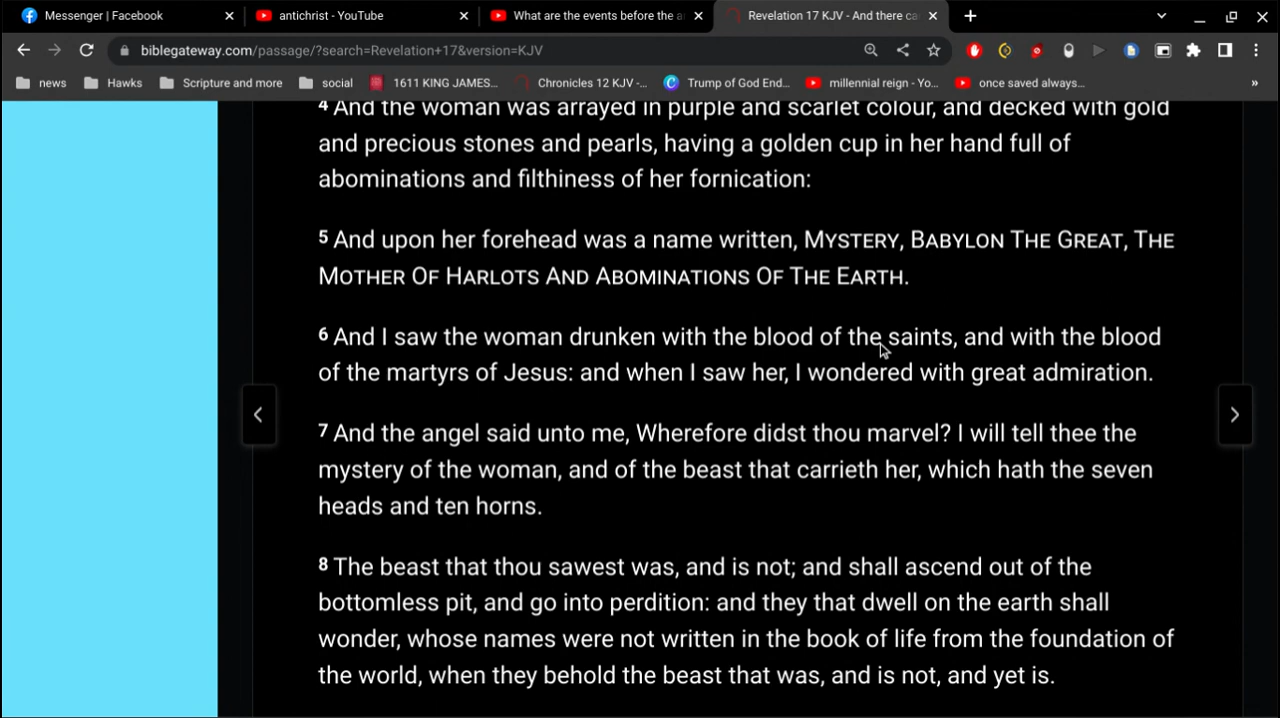 Messenger | Facebook
antichrist - YouTube
What are the events before the a
Revelation 17 KJV - And there ca
biblegateway.com/passage/?search=Revelation+17&version=KJV
news
Hawks
Scripture and more
social
1611 KING JAMES...
Chronicles 12 KJV -...
Trump of God End...
millennial reign - Yo...
once saved always...
»
4 And the woman was arrayed in purple and scarlet colour, and decked with gold
and precious stones and pearls, having a golden cup in her hand full of
abominations and filthiness of her fornication:
5 And upon her forehead was a name written, MYSTERY, BABYLON THE GREAT, THE
MOTHER OF HARLOTS AND ABOMINATIONS OF THE EARTH.
6 And I saw the woman drunken with the blood of the saints, and with the blood
of the martyrs of Jesus: and when I saw her, I wondered with great admiration.
7 And the angel said unto me, Wherefore didst thou marvel? I will tell thee the
mystery of the woman, and of the beast that carrieth her, which hath the seven
heads and ten horns.
8 The beast that thou sawest was, and is not; and shall ascend out of the
bottomless pit, and go into perdition: and they that dwell on the earth shall
wonder, whose names were not written in the book of life from the foundation of
the world, when they behold the beast that was, and is not, and yet is.